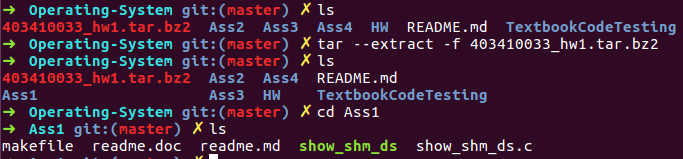 ➜ Operating-System git:(master) ✗ ls
403410033_hw1.tar.bz2 Ass2 Ass3 Ass4 HW README.md TextbookCodeTesting
➜ Operating-System git:(master) ✗ tar --extract -f 403410033_hw1.tar.bz2
➜ Operating-System git:(master) ✗ ls
403410033_hw1.tar.bz2 Ass2 Ass4 README.md
Ass1 Ass3 HW TextbookCodeTesting
➜ Operating-System git:(master) ✗ cd Ass1
➜ Ass1 git:(master) ✗ ls
makefile readme.doc readme.md show_shm_ds show_shm_ds.c